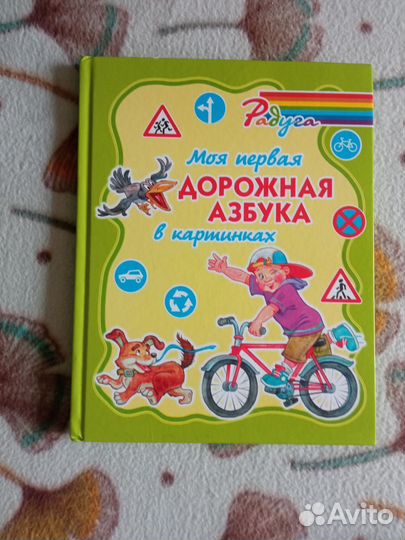 Радуга
Моя первая
ДОРОЖНАЯ
АЗБУКА
в картинках
Avito